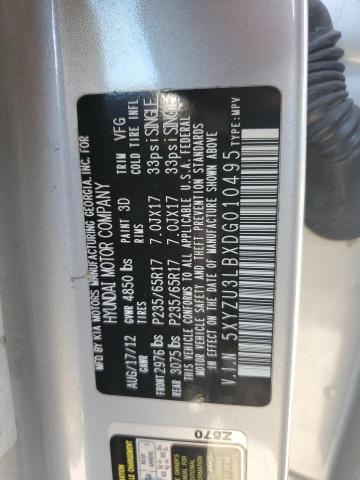 MFG. BY KIA MOTORS MANUFACTURING GEORGIA, INC. FOR
HYUNDAI MOTOR COMPANY
AUG/17/12 GVWR 4850 lbs PAINT 3D TRIM VFG
GAWR TIRES RIMS COLD TIRE INFL
FRONT 2976 lbs P235/65R17 7.0JX17 33psi SINGLE
REAR 3075 lbs P235/65R17 7.0JX17 33psi SINGLE
THIS VEHICLE CONFORMS TO ALL APPLICABLE U.S.A. FEDERAL
MOTOR VEHICLE SAFETY AND THEFT PREVENTION STANDARDS
IN EFFECT ON THE DATE OF MANUFACTURE SHOWN ABOVE.
V.I.N. 5XYZU3LBXDG010495 TYPE:MPV
Z570